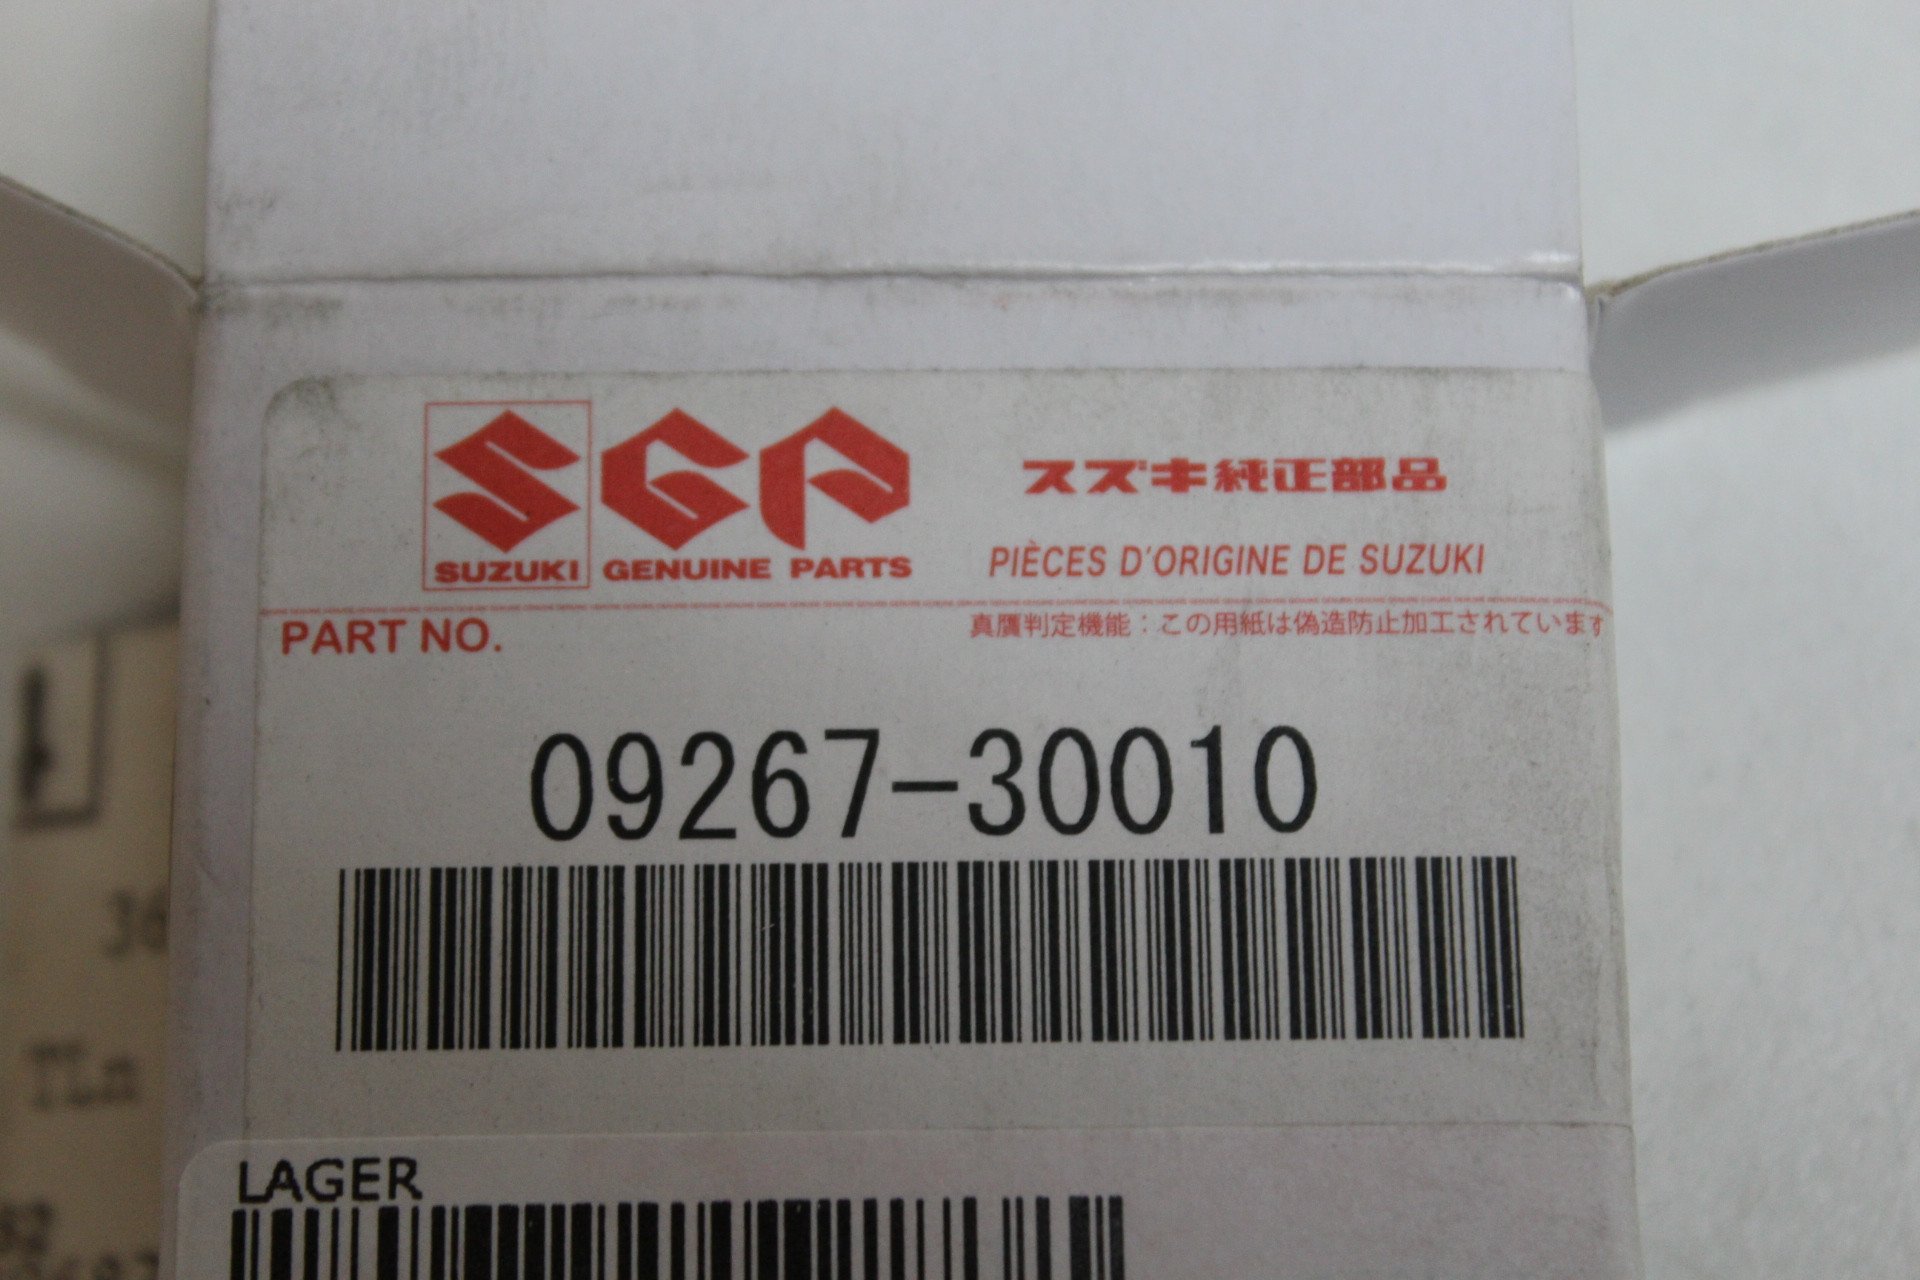 SUZUKI GENUINE PARTS
スズキ純正部品
PIÈCES D'ORIGINE DE SUZUKI
PART NO.
真贋判定機能：この用紙は偽造防止加工されています
09267-30010
LAGER
36
TLn